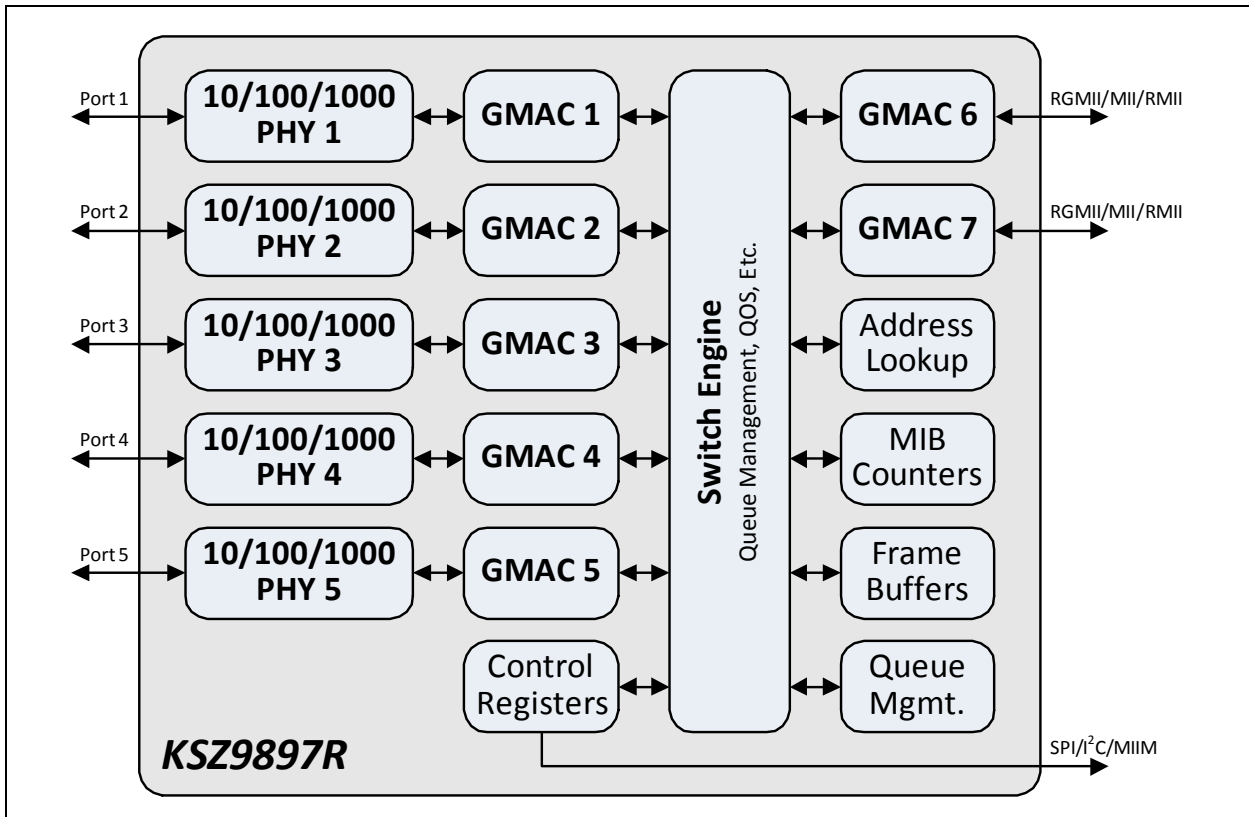 Port 1
10/100/1000
PHY 1
GMAC 1
GMAC 6
RGMII/MII/RMII
Port 2
10/100/1000
PHY 2
GMAC 2
GMAC 7
RGMII/MII/RMII
Port 3
10/100/1000
PHY 3
GMAC 3
Switch Engine
Queue Management, QOS, Etc.
Address
Lookup
Port 4
10/100/1000
PHY 4
GMAC 4
MIB
Counters
Port 5
10/100/1000
PHY 5
GMAC 5
Frame
Buffers
Control
Registers
Queue
Mgmt.
KSZ9897R
SPI/I²C/MIIM